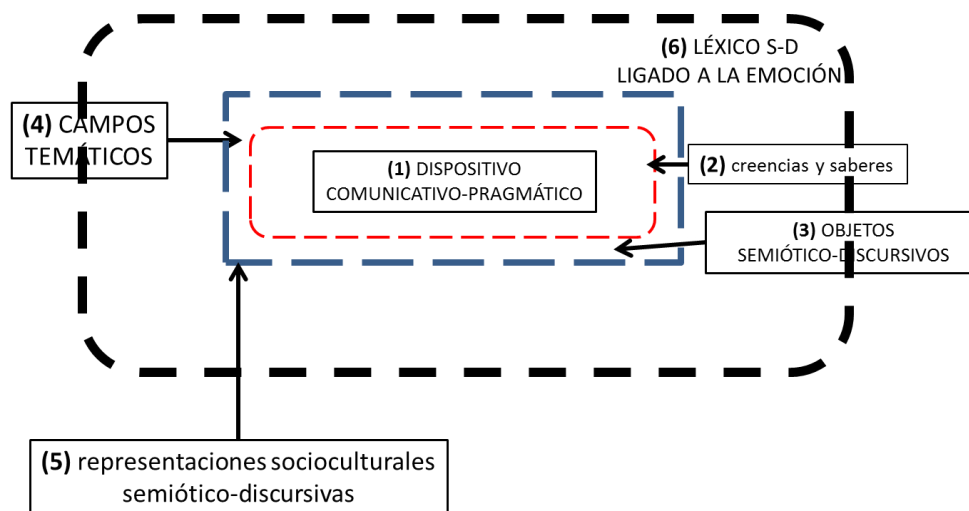 (6) LÉXICO S-D
LIGADO A LA EMOCIÓN
(4) CAMPOS
TEMÁTICOS
(1) DISPOSITIVO
COMUNICATIVO-PRAGMÁTICO
(2) creencias y saberes
(3) OBJETOS
SEMIÓTICO-DISCURSIVOS
(5) representaciones socioculturales
semiótico-discursivas